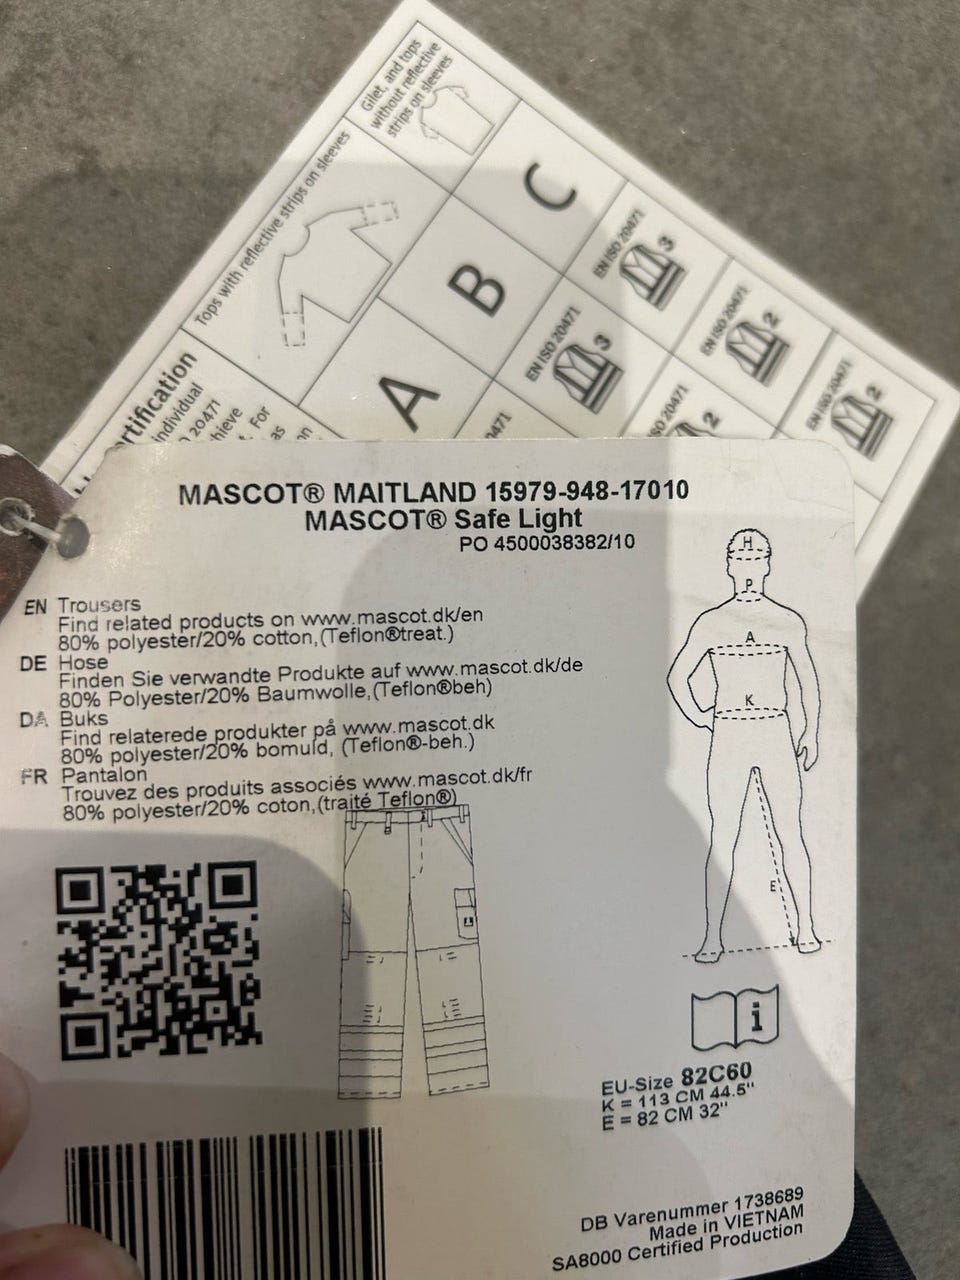 Gilet, and tops
without reflective
strips on sleeves
Tops with reflective strips on sleeves
C
B
A
EN ISO 20471
3
EN ISO 20471
2
EN ISO 20471
2
EN ISO 20471
3
ISO 20471
2
individual
20471
For
MASCOT® MAITLAND 15979-948-17010
MASCOT® Safe Light
PO 4500038382/10
EN Trousers
Find related products on www.mascot.dk/en
80% polyester/20% cotton,(Teflon®treat.)
DE Hose
Finden Sie verwandte Produkte auf www.mascot.dk/de
80% Polyester/20% Baumwolle,(Teflon®beh)
DA Buks
Find relaterede produkter på www.mascot.dk
80% polyester/20% bomuld, (Teflon®-beh.)
FR Pantalon
Trouvez des produits associés www.mascot.dk/fr
80% polyester/20% coton,(traité Teflon®)
H
P
A
K
E
i
EU-Size 82C60
K = 113 CM 44.5"
E = 82 CM 32"
DB Varenummer 1738689
Made in VIETNAM
SA8000 Certified Production